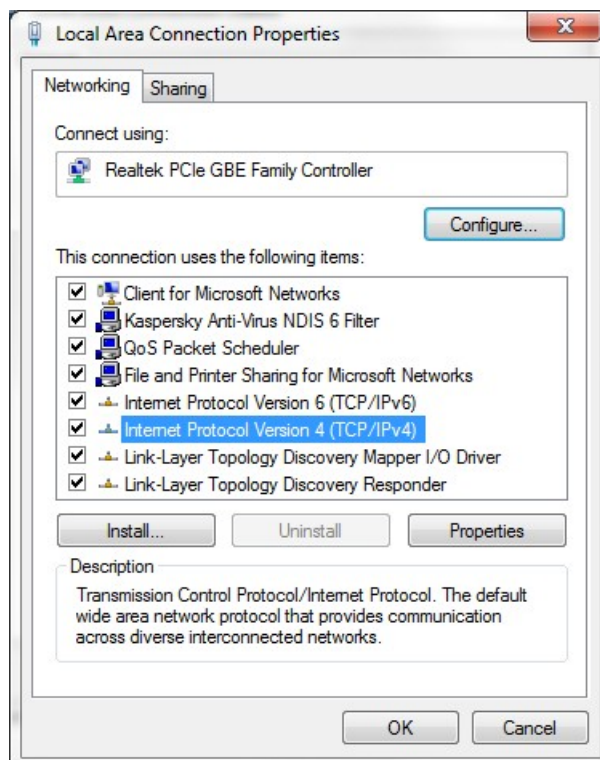 Local Area Connection Properties
Networking
Sharing
Connect using:
Realtek PCIe GBE Family Controller
Configure...
This connection uses the following items:
Client for Microsoft Networks
Kaspersky Anti-Virus NDIS 6 Filter
QoS Packet Scheduler
File and Printer Sharing for Microsoft Networks
Internet Protocol Version 6 (TCP/IPv6)
Internet Protocol Version 4 (TCP/IPv4)
Link-Layer Topology Discovery Mapper I/O Driver
Link-Layer Topology Discovery Responder
Install...
Uninstall
Properties
Description
Transmission Control Protocol/Internet Protocol. The default
wide area network protocol that provides communication
across diverse interconnected networks.
OK
Cancel